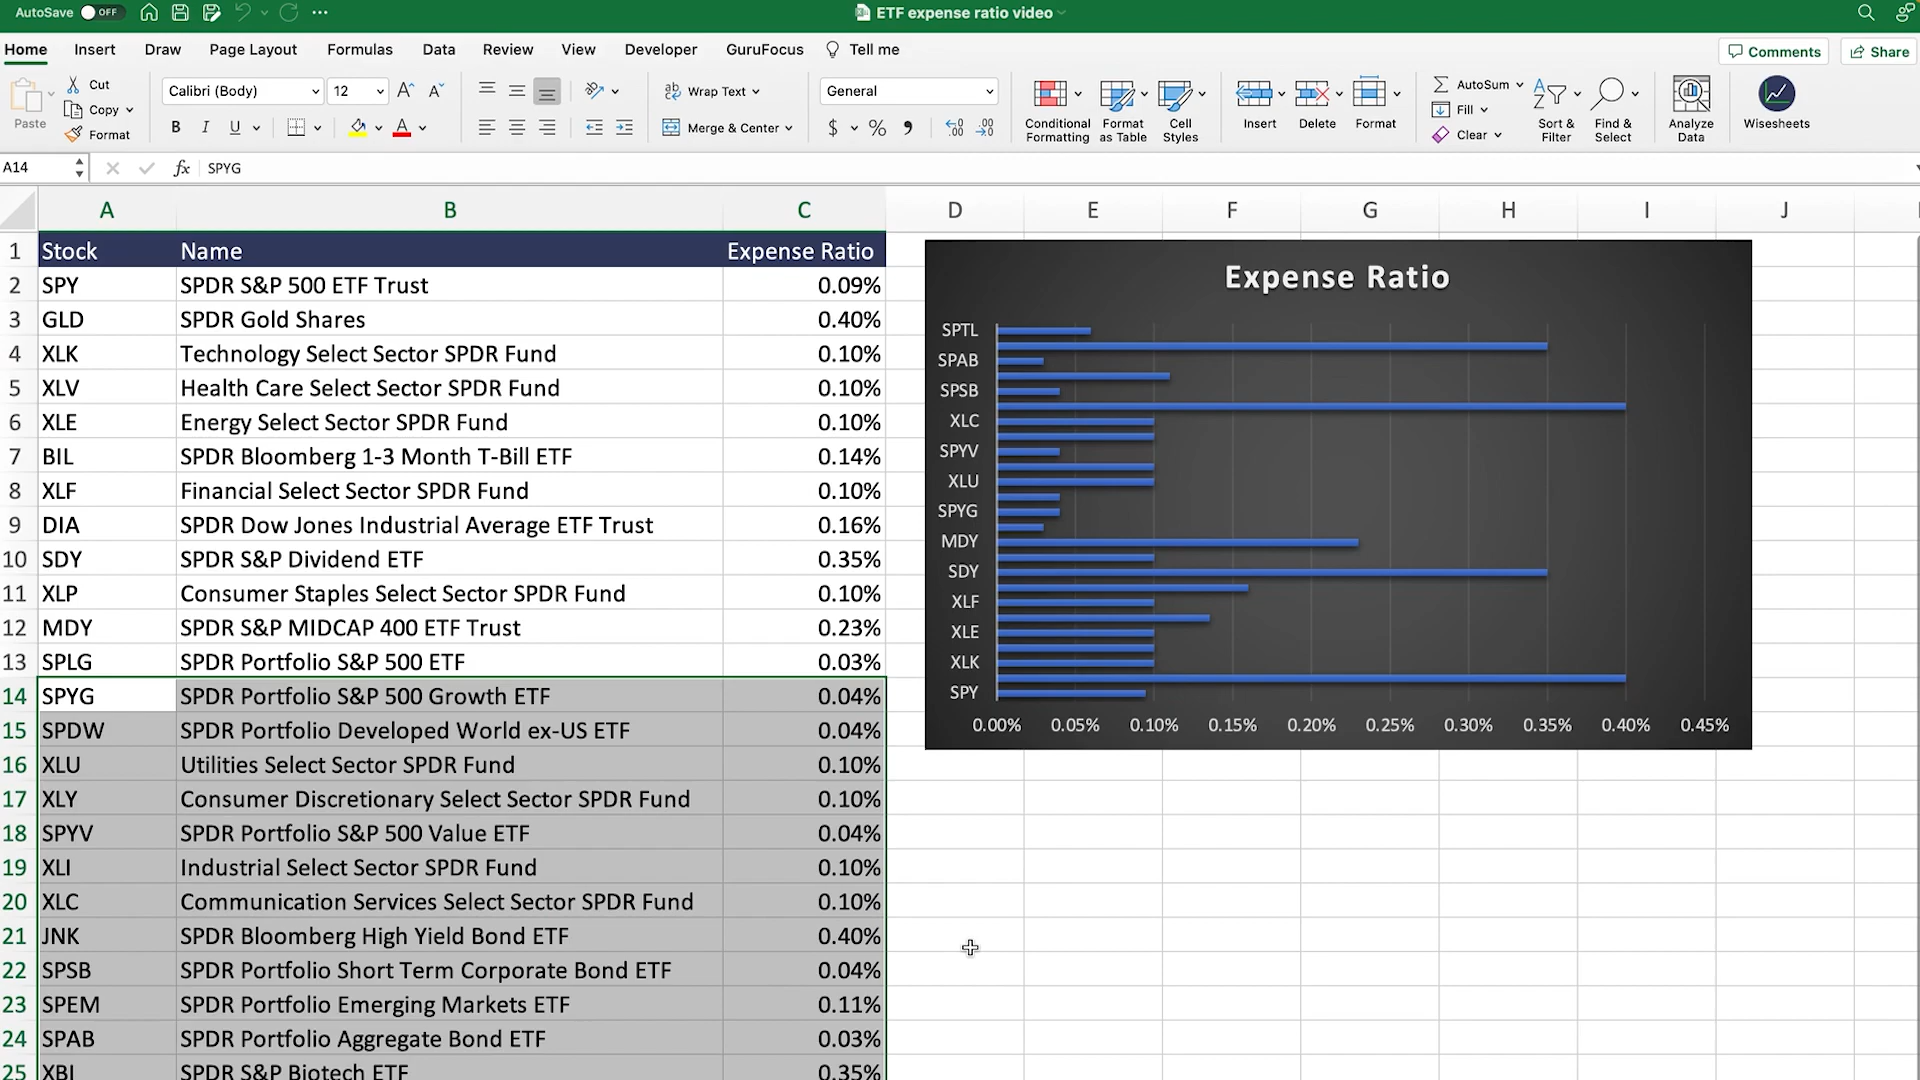 AutoSave OFF ETF expense ratio video
Home Insert Draw Page Layout Formulas Data Review View Developer GuruFocus Tell me Comments Share
Paste Cut Copy Format
Calibri (Body) 12 A A
B I U A
Wrap Text
Merge & Center
General
$ % 9
Conditional Formatting
Format as Table
Cell Styles
Insert
Delete
Format
AutoSum
Fill
Clear
Sort & Filter
Find & Select
Analyze Data
Wisesheets
A14 fx SPYG
A B C D E F G H I J
1 Stock Name Expense Ratio
2 SPY SPDR S&P 500 ETF Trust 0.09%
3 GLD SPDR Gold Shares 0.40%
4 XLK Technology Select Sector SPDR Fund 0.10%
5 XLV Health Care Select Sector SPDR Fund 0.10%
6 XLE Energy Select Sector SPDR Fund 0.10%
7 BIL SPDR Bloomberg 1-3 Month T-Bill ETF 0.14%
8 XLF Financial Select Sector SPDR Fund 0.10%
9 DIA SPDR Dow Jones Industrial Average ETF Trust 0.16%
10 SDY SPDR S&P Dividend ETF 0.35%
11 XLP Consumer Staples Select Sector SPDR Fund 0.10%
12 MDY SPDR S&P MIDCAP 400 ETF Trust 0.23%
13 SPLG SPDR Portfolio S&P 500 ETF 0.03%
14 SPYG SPDR Portfolio S&P 500 Growth ETF 0.04%
15 SPDW SPDR Portfolio Developed World ex-US ETF 0.04%
16 XLU Utilities Select Sector SPDR Fund 0.10%
17 XLY Consumer Discretionary Select Sector SPDR Fund 0.10%
18 SPYV SPDR Portfolio S&P 500 Value ETF 0.04%
19 XLI Industrial Select Sector SPDR Fund 0.10%
20 XLC Communication Services Select Sector SPDR Fund 0.10%
21 JNK SPDR Bloomberg High Yield Bond ETF 0.40%
22 SPSB SPDR Portfolio Short Term Corporate Bond ETF 0.04%
23 SPEM SPDR Portfolio Emerging Markets ETF 0.11%
24 SPAB SPDR Portfolio Aggregate Bond ETF 0.03%
25 XBI SPDR S&P Biotech ETF 0.35%
Expense Ratio
SPTL
SPAB
SPSB
XLC
SPYV
XLU
SPYG
MDY
SDY
XLF
XLE
XLK
SPY
0.00% 0.05% 0.10% 0.15% 0.20% 0.25% 0.30% 0.35% 0.40% 0.45%